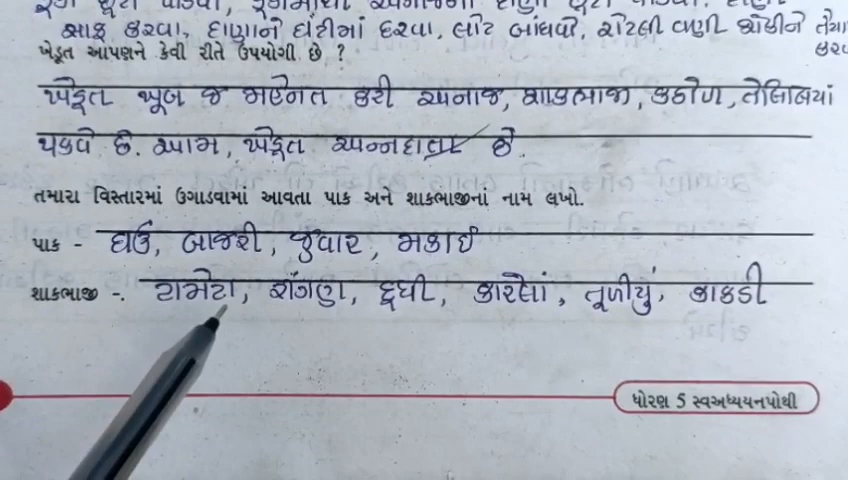 સાફ કરવા, દાણાને ઘંટીમાં દરવા, લોટ બાંધવો, રોટલી વણી શેકીને તૈયાર
ખેડૂત આપણને કેવી રીતે ઉપયોગી છે ?
ખેડૂત ખૂબ જ મહેનત કરી અનાજ, શાકભાજી, કઠોળ, તેલિબિયાં
પકવે છે. આમ, ખેડૂત અન્નદાતા છે.
તમારા વિસ્તારમાં ઉગાડવામાં આવતા પાક અને શાકભાજીનાં નામ લખો.
પાક - ઘઉં, બાજરી, જુવાર, મકાઈ
શાકભાજી -. ટામેટા, રીંગણ, દૂધી, કારેલાં, તૂળીયું, કાકડી
ધોરણ 5 સ્વઅધ્યયનપોથી